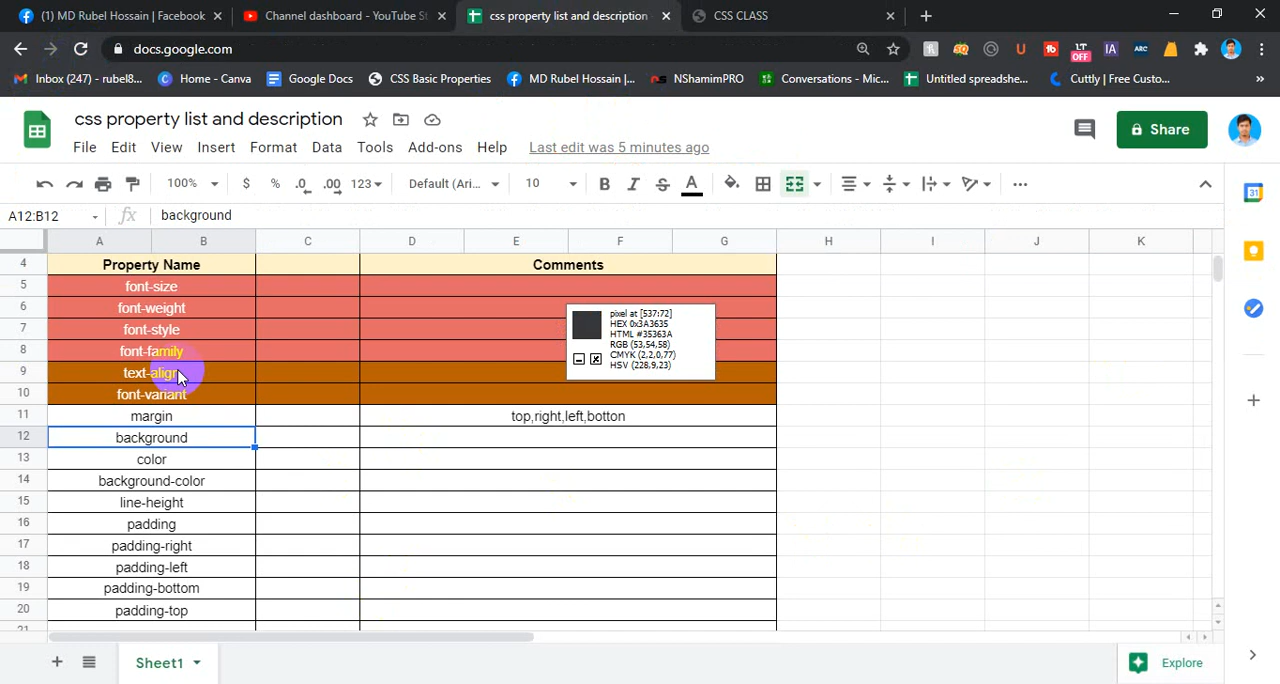 (1) MD Rubel Hossain | Facebook
Channel dashboard - YouTube St
css property list and description
CSS CLASS
docs.google.com
LT
OFF
IA
ARC
Inbox (247) - rubel8...
Home - Canva
Google Docs
CSS Basic Properties
MD Rubel Hossain |...
NShamimPRO
Conversations - Mic...
Untitled spreadshe...
Cuttly | Free Custo...
css property list and description
File Edit View Insert Format Data Tools Add-ons Help Last edit was 5 minutes ago
Share
100% $ % .0 .00 123 Default (Ari... 10 B I S A
A12:B12 fx background
A B C D E F G H I J K
4 Property Name Comments
5 font-size
6 font-weight
7 font-style
8 font-family
9 text-align
10 font-variant
11 margin top,right,left,botton
12 background
13 color
14 background-color
15 line-height
16 padding
17 padding-right
18 padding-left
19 padding-bottom
20 padding-top
21
pixel at [537:72]
HEX 0x3A3635
HTML #35363A
RGB (53,54,58)
CMYK (2,2,0,77)
HSV (228,9,23)
31
Sheet1
Explore